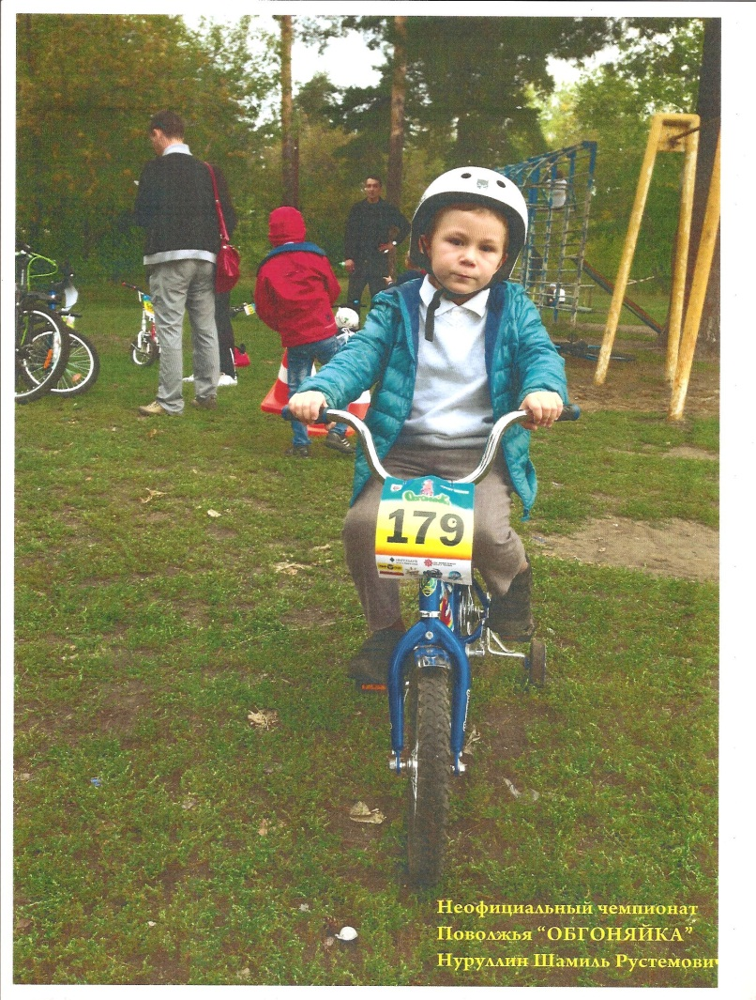 179
Неофициальный чемпионат
Поволжья “ОБГОНЯЙКА”
Нуруллин Шамиль Рустемович